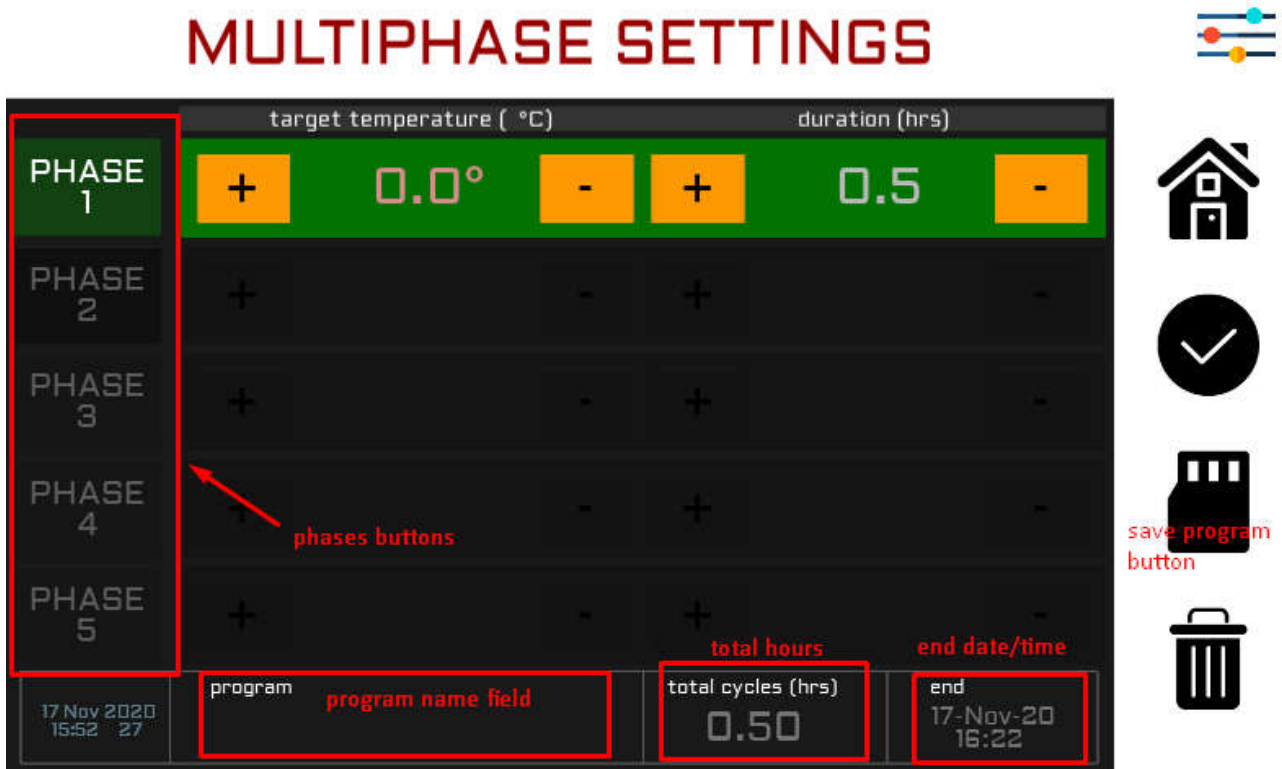 MULTIPHASE SETTINGS
target temperature ( °C)
duration (hrs)
PHASE
1
+
0.0°
-
+
0.5
-
PHASE
2
+
-
+
-
PHASE
3
+
-
+
-
PHASE
4
+
-
+
-
phases buttons
save program
button
PHASE
5
+
-
+
-
total hours
end date/time
17 Nov 2020
15:52 27
program
program name field
total cycles (hrs)
0.50
end
17-Nov-20
16:22